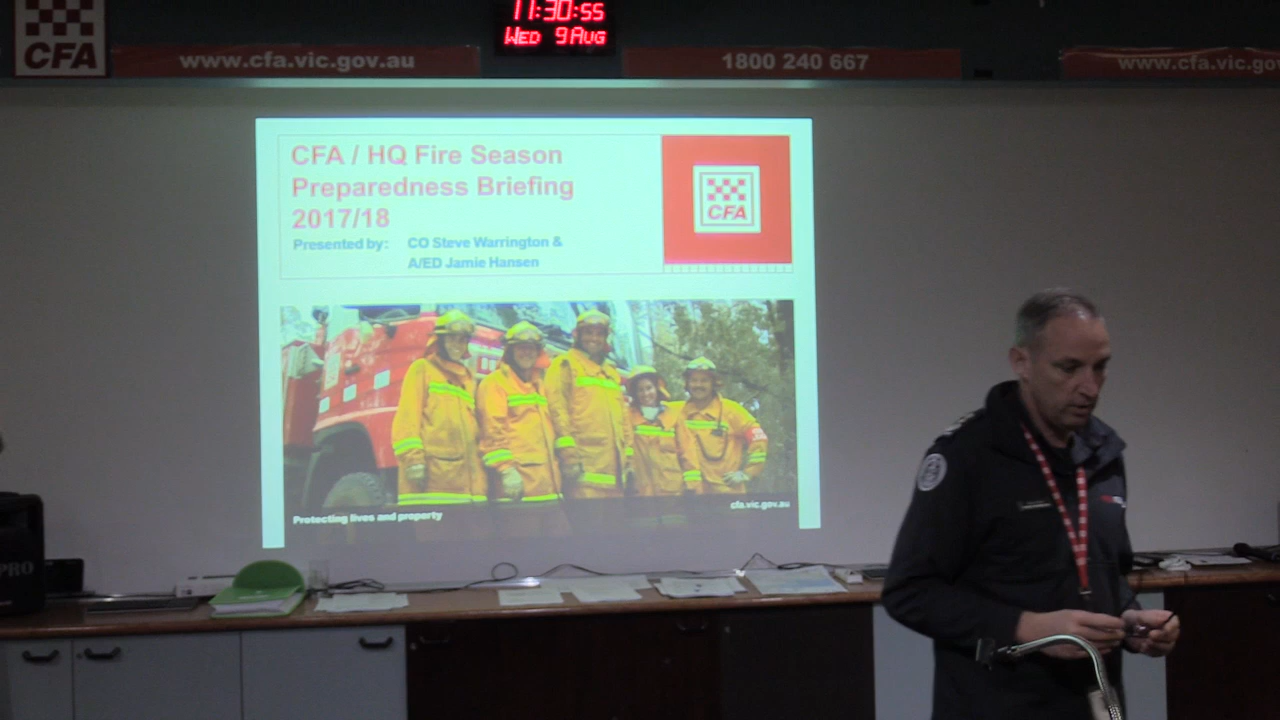 11:30:55
WED 9AUG
CFA
www.cfa.vic.gov.au
1800 240 667
www.cfa.vic.gov
CFA / HQ Fire Season
Preparedness Briefing
2017/18
Presented by: CO Steve Warrington &
A/ED Jamie Hansen
CFA
Protecting lives and property
cfa.vic.gov.au
PRO